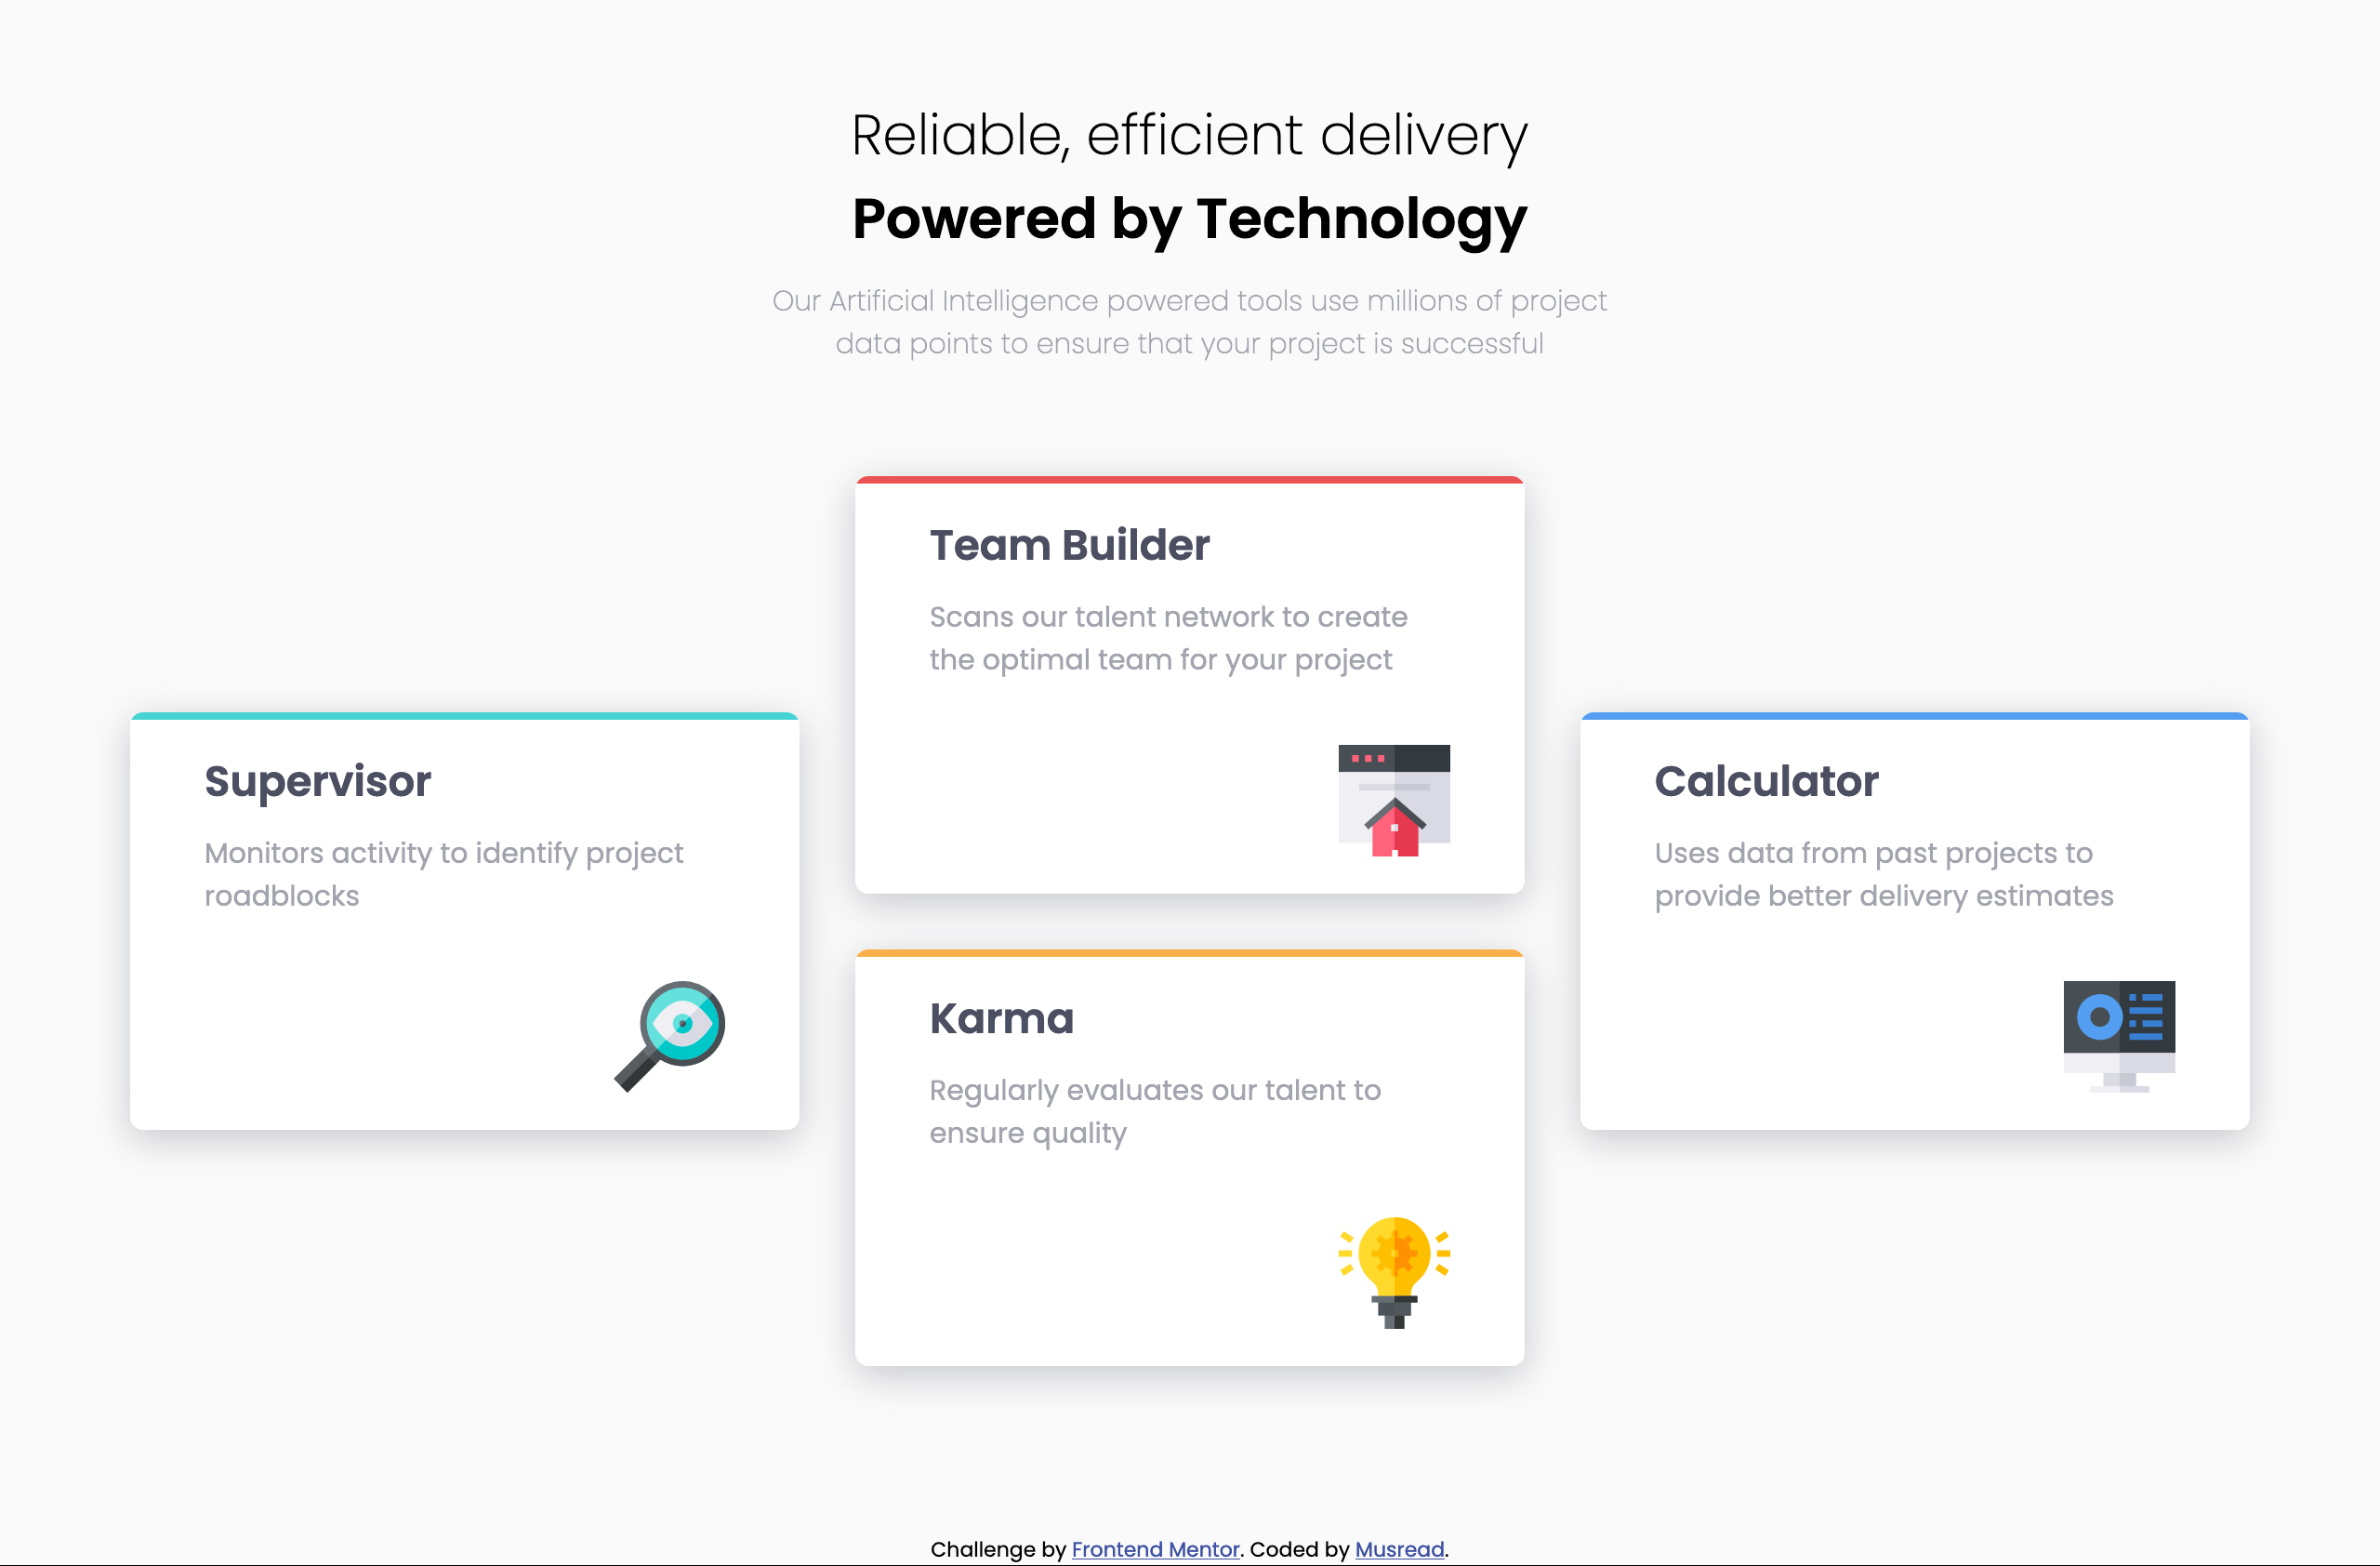 Reliable, efficient delivery
Powered by Technology
Our Artificial Intelligence powered tools use millions of project
data points to ensure that your project is successful
Supervisor
Monitors activity to identify project
roadblocks
Team Builder
Scans our talent network to create
the optimal team for your project
Karma
Regularly evaluates our talent to
ensure quality
Calculator
Uses data from past projects to
provide better delivery estimates
Challenge by Frontend Mentor. Coded by Musread.